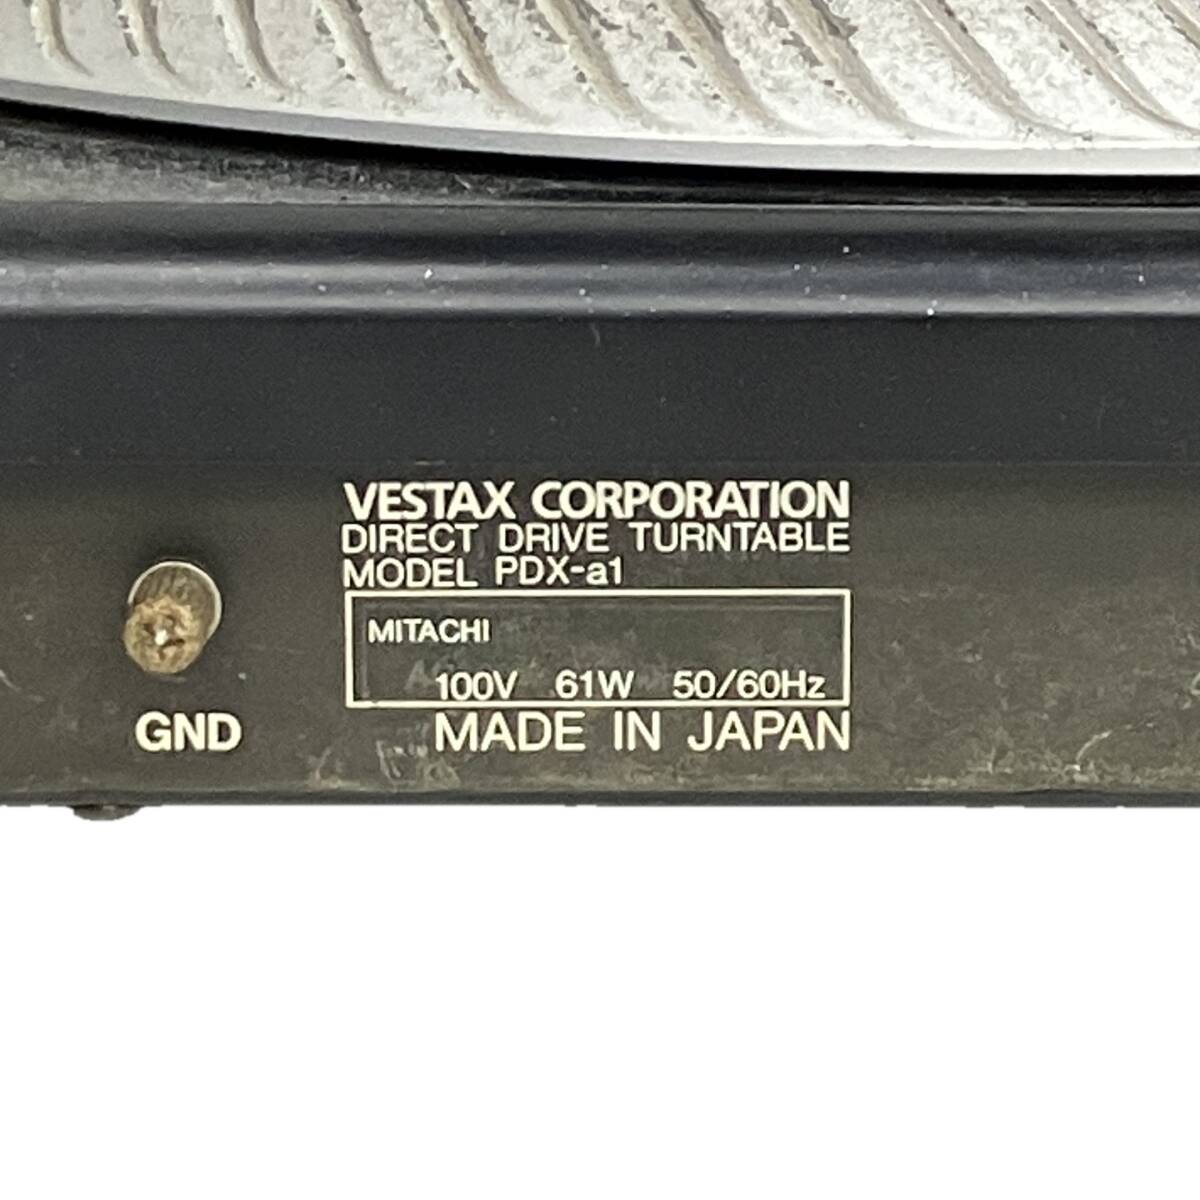 VESTAX CORPORATION
DIRECT DRIVE TURNTABLE
MODEL PDX-a1
MITACHI
100V 61W 50/60Hz
GND
MADE IN JAPAN